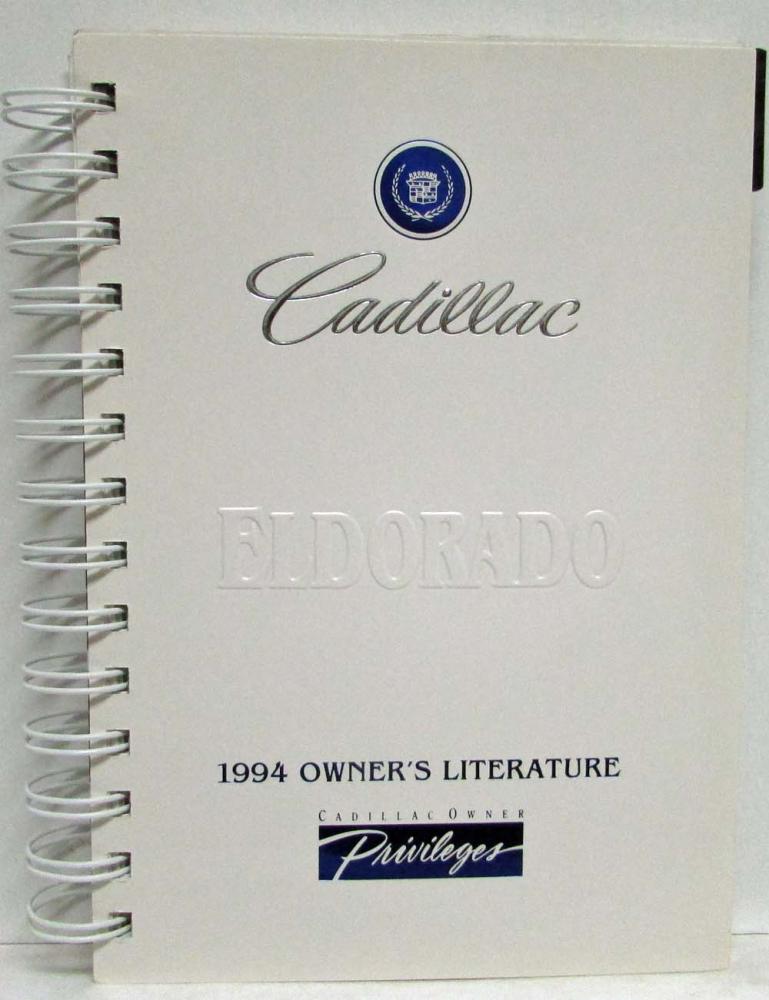 Cadillac
ELDORADO
1994 OWNER'S LITERATURE
CADILLAC OWNER
Privileges